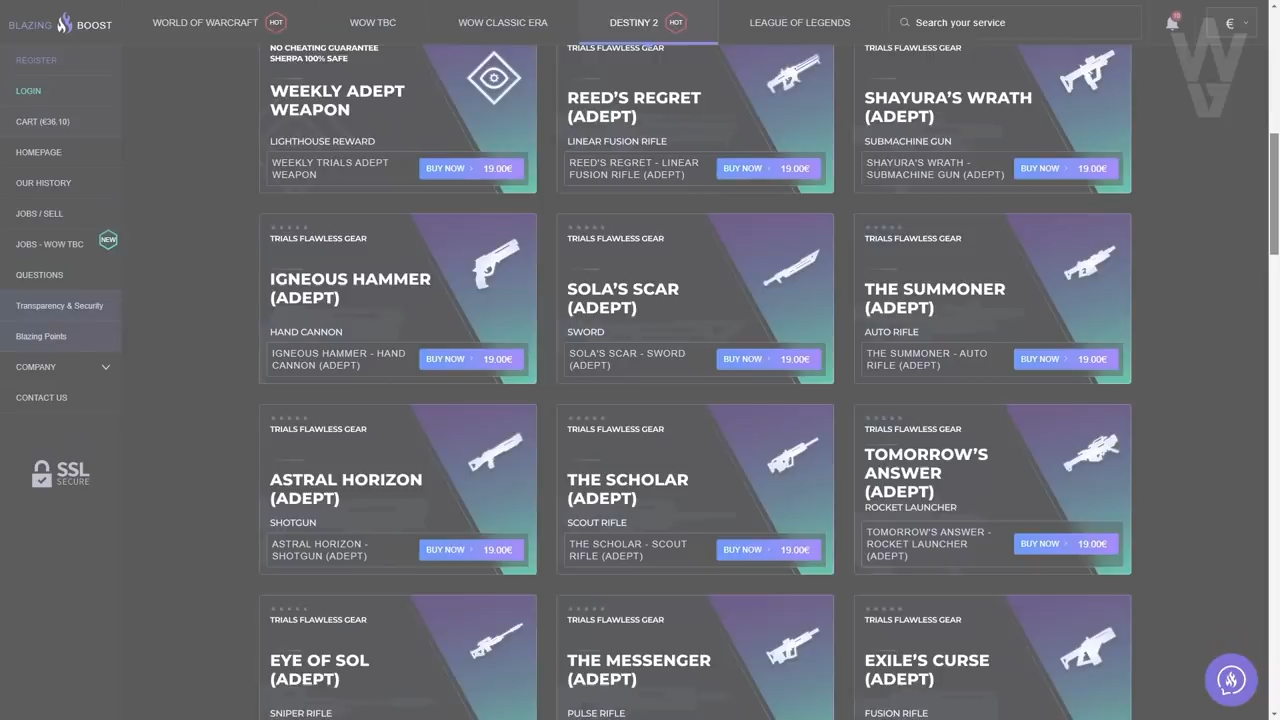 BLAZING BOOST
WORLD OF WARCRAFT HOT
WOW TBC
WOW CLASSIC ERA
DESTINY 2 HOT
LEAGUE OF LEGENDS
Search your service
€
W
G
REGISTER
LOGIN
CART (€36.10)
HOMEPAGE
OUR HISTORY
JOBS / SELL
JOBS - WOW TBC NEW
QUESTIONS
Transparency & Security
Blazing Points
COMPANY
CONTACT US
SSL
SECURE
NO CHEATING GUARANTEE
SHERPA 100% SAFE
WEEKLY ADEPT
WEAPON
LIGHTHOUSE REWARD
WEEKLY TRIALS ADEPT
WEAPON
BUY NOW 19.00€
TRIALS FLAWLESS GEAR
REED'S REGRET
(ADEPT)
LINEAR FUSION RIFLE
REED'S REGRET - LINEAR
FUSION RIFLE (ADEPT)
BUY NOW 19.00€
TRIALS FLAWLESS GEAR
SHAYURA'S WRATH
(ADEPT)
SUBMACHINE GUN
SHAYURA'S WRATH -
SUBMACHINE GUN (ADEPT)
BUY NOW 19.00€
TRIALS FLAWLESS GEAR
IGNEOUS HAMMER
(ADEPT)
HAND CANNON
IGNEOUS HAMMER - HAND
CANNON (ADEPT)
BUY NOW 19.00€
TRIALS FLAWLESS GEAR
SOLA'S SCAR
(ADEPT)
SWORD
SOLA'S SCAR - SWORD
(ADEPT)
BUY NOW 19.00€
TRIALS FLAWLESS GEAR
THE SUMMONER
(ADEPT)
AUTO RIFLE
THE SUMMONER - AUTO
RIFLE (ADEPT)
BUY NOW 19.00€
TRIALS FLAWLESS GEAR
ASTRAL HORIZON
(ADEPT)
SHOTGUN
ASTRAL HORIZON -
SHOTGUN (ADEPT)
BUY NOW 19.00€
TRIALS FLAWLESS GEAR
THE SCHOLAR
(ADEPT)
SCOUT RIFLE
THE SCHOLAR - SCOUT
RIFLE (ADEPT)
BUY NOW 19.00€
TRIALS FLAWLESS GEAR
TOMORROW'S
ANSWER
(ADEPT)
ROCKET LAUNCHER
TOMORROW'S ANSWER -
ROCKET LAUNCHER
(ADEPT)
BUY NOW 19.00€
TRIALS FLAWLESS GEAR
EYE OF SOL
(ADEPT)
SNIPER RIFLE
TRIALS FLAWLESS GEAR
THE MESSENGER
(ADEPT)
PULSE RIFLE
TRIALS FLAWLESS GEAR
EXILE'S CURSE
(ADEPT)
FUSION RIFLE